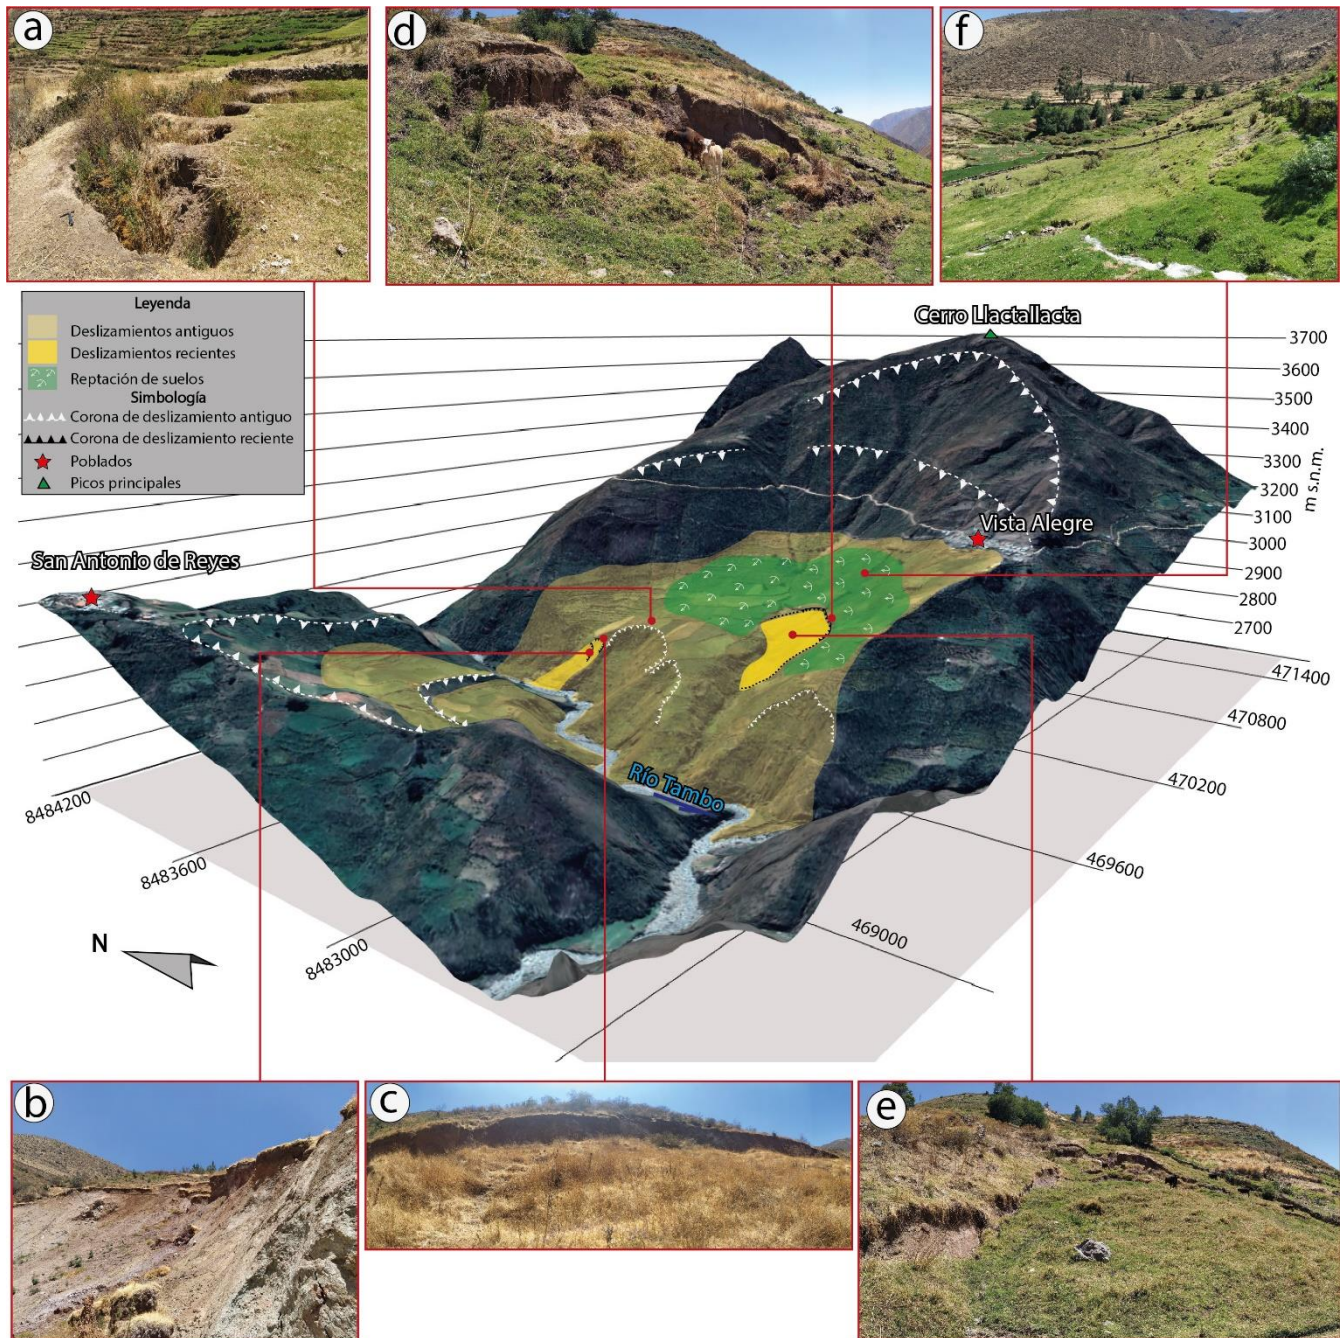 a
d
f
Leyenda
Deslizamientos antiguos
Deslizamientos recientes
Reptación de suelos
Simbología
Corona de deslizamiento antiguo
Corona de deslizamiento reciente
Poblados
Picos principales
Cerro Llactallacta
3700
3600
3500
3400
3300
3200
3100
3000
2900
2800
2700
m s.n.m.
Vista Alegre
San Antonio de Reyes
Río Tambo
471400
470800
470200
469600
469000
8484200
8483600
8483000
N
b
c
e